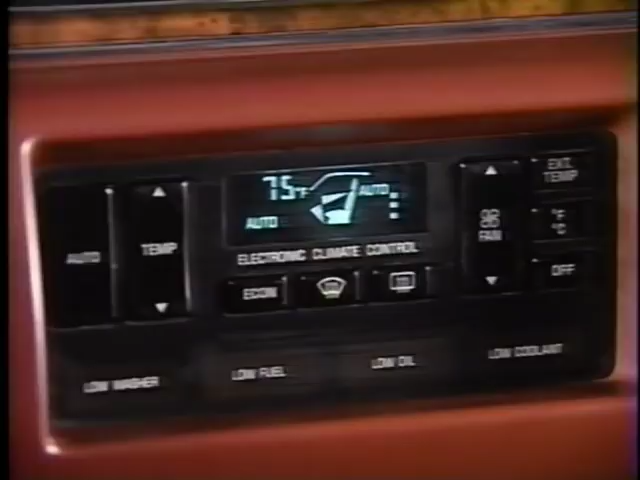 75°F AUTO
AUTO
ELECTRONIC CLIMATE CONTROL
AUTO
TEMP
ECON
FAN
EXT. TEMP
°F
°C
OFF
LOW WASHER
LOW FUEL
LOW OIL
LOW COOLANT